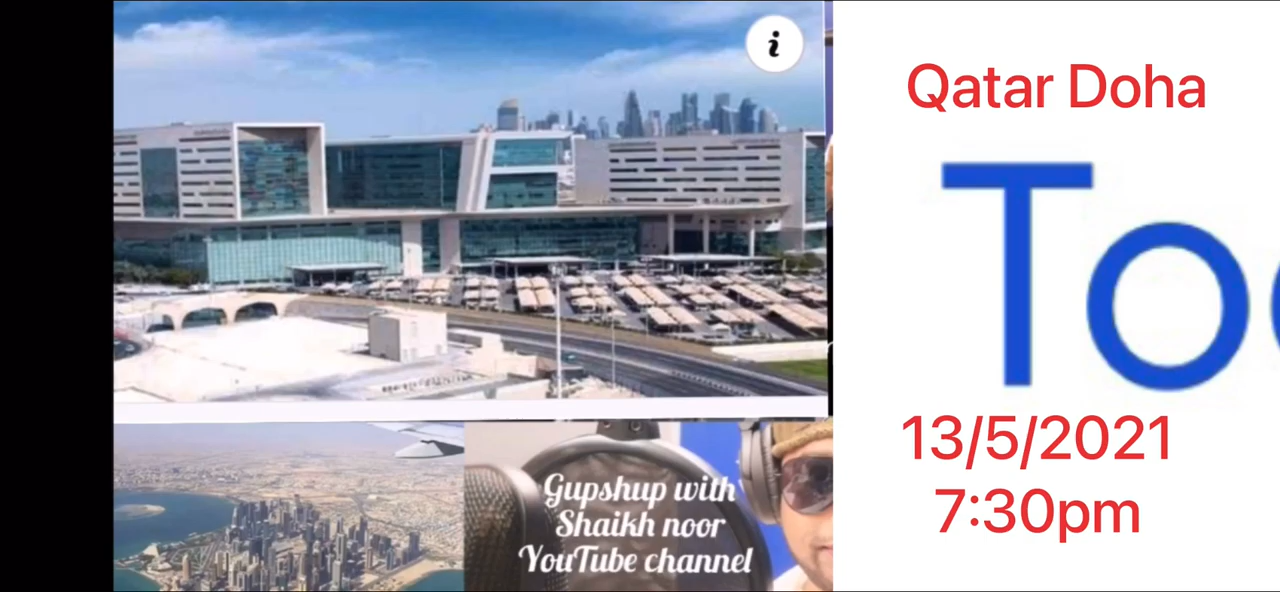 i
Gupshup with
Shaikh noor
YouTube channel
Qatar Doha
To
13/5/2021
7:30pm